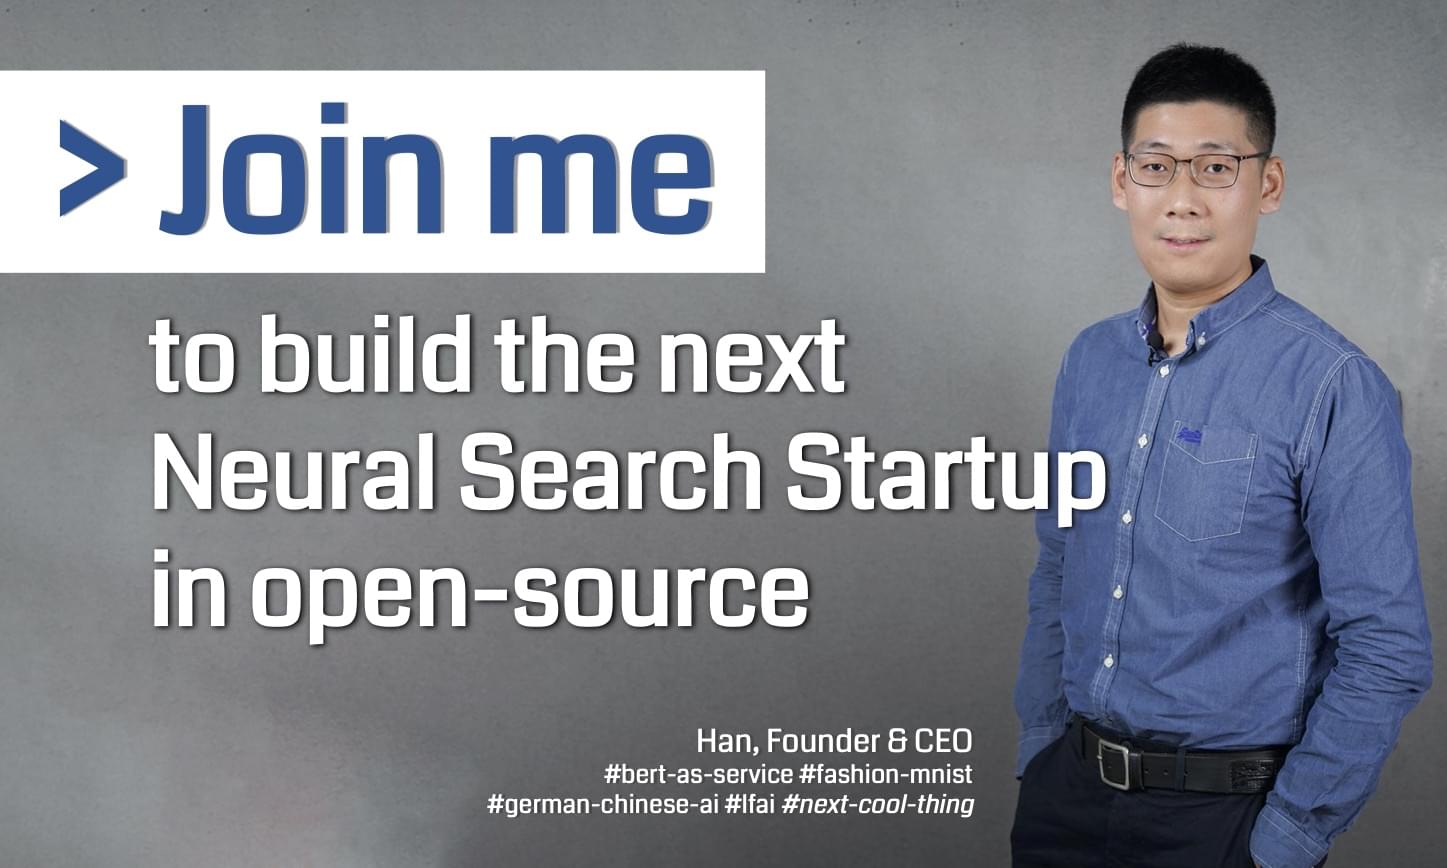 > Join me
to build the next
Neural Search Startup
in open-source
Han, Founder & CEO
#bert-as-service #fashion-mnist
#german-chinese-ai #lfai #next-cool-thing